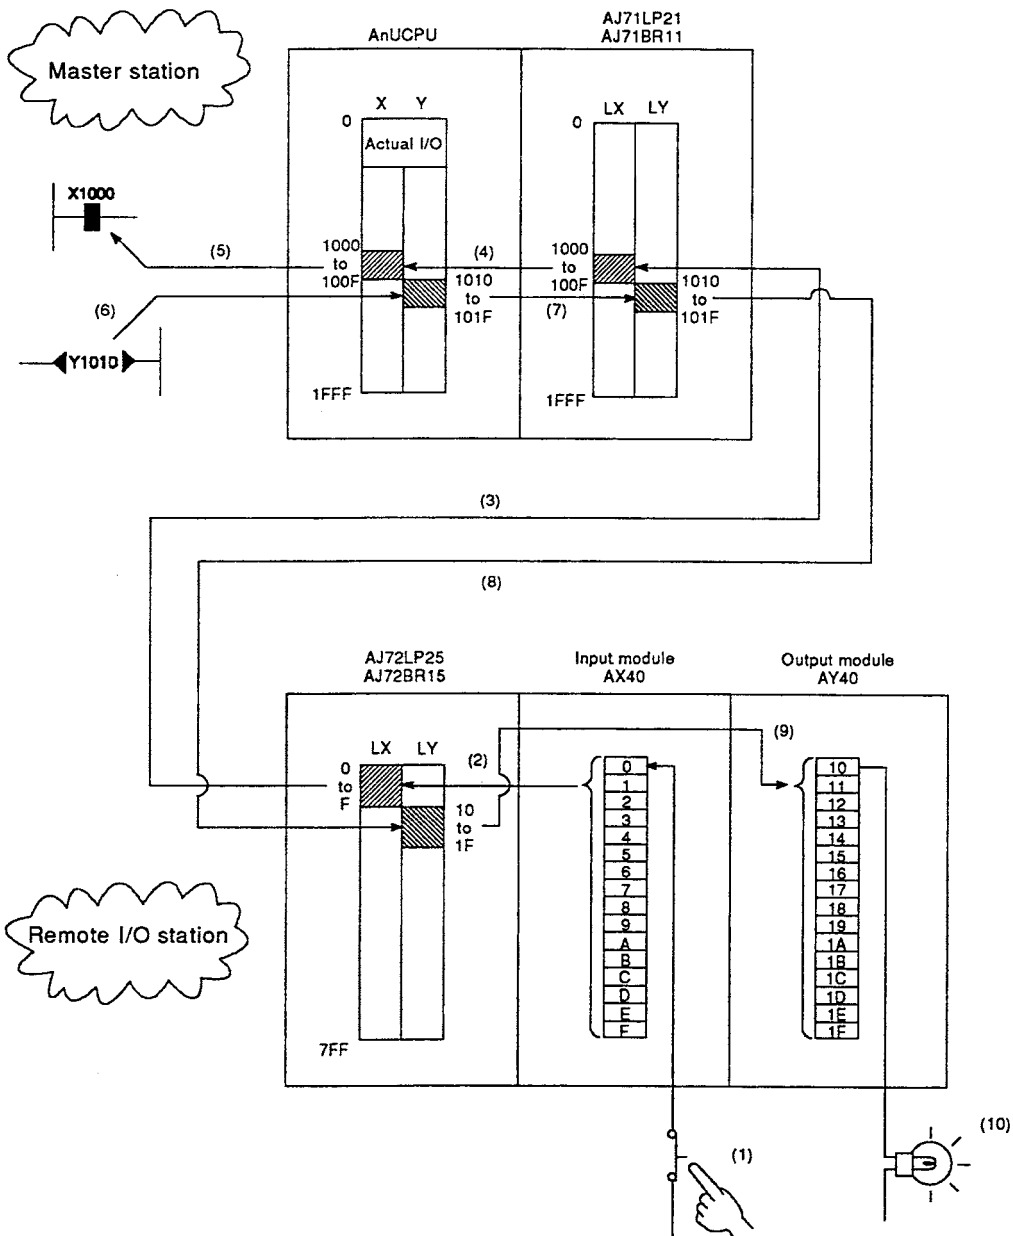 AJ71LP21
AnUCPU AJ71BR11
Master station
X Y
LX LY
0
0
Actual I/O
X1000
(5)
1000
to
100F
(4)
1000
to
100F
(6)
1010
to
101F
(7)
1010
to
101F
Y1010
1FFF
1FFF
(3)
(8)
AJ72LP25
AJ72BR15
Input module
AX40
Output module
AY40
LX LY
(2)
(9)
0
to
F
10
to
1F
0
1
2
3
4
5
6
7
8
9
A
B
C
D
E
F
10
11
12
13
14
15
16
17
18
19
1A
1B
1C
1D
1E
1F
Remote I/O station
7FF
(1)
(10)